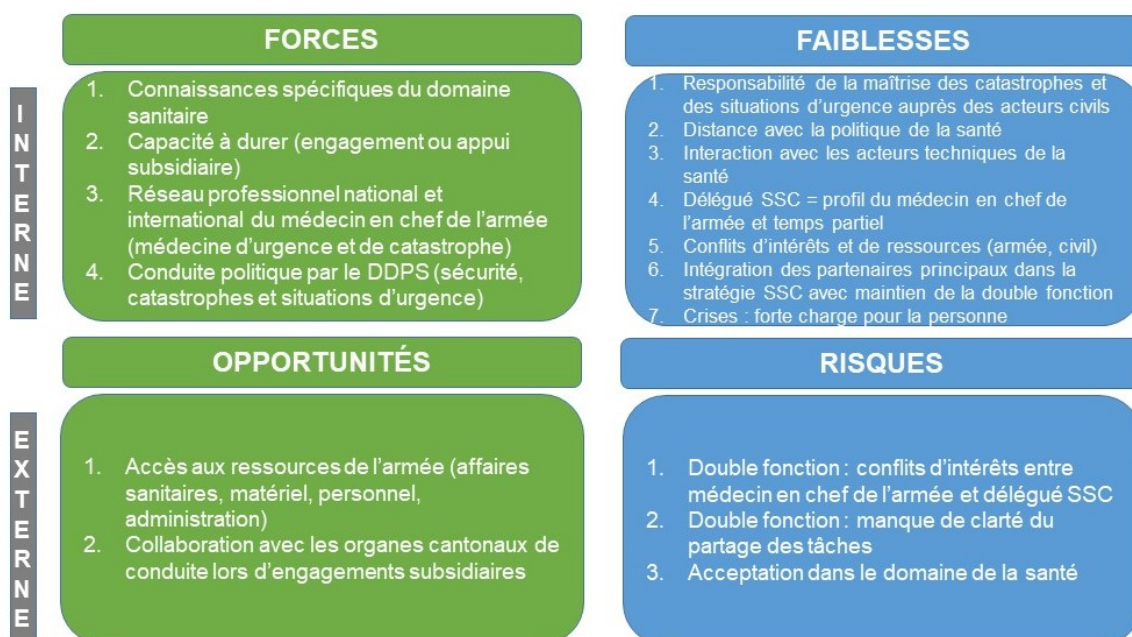 FORCES
FAIBLESSES
INTERNE
1. Connaissances spécifiques du domaine
sanitaire
2. Capacité à durer (engagement ou appui
subsidiaire)
3. Réseau professionnel national et
international du médecin en chef de l’armée
(médecine d’urgence et de catastrophe)
4. Conduite politique par le DDPS (sécurité,
catastrophes et situations d’urgence)
1. Responsabilité de la maîtrise des catastrophes et
des situations d’urgence auprès des acteurs civils
2. Distance avec la politique de la santé
3. Interaction avec les acteurs techniques de la
santé
4. Délégué SSC = profil du médecin en chef de
l’armée et temps partiel
5. Conflits d’intérêts et de ressources (armée, civil)
6. Intégration des partenaires principaux dans la
stratégie SSC avec maintien de la double fonction
7. Crises : forte charge pour la personne
OPPORTUNITÉS
RISQUES
EXTERNE
1. Accès aux ressources de l’armée (affaires
sanitaires, matériel, personnel,
administration)
2. Collaboration avec les organes cantonaux de
conduite lors d’engagements subsidiaires
1. Double fonction : conflits d’intérêts entre
médecin en chef de l’armée et délégué SSC
2. Double fonction : manque de clarté du
partage des tâches
3. Acceptation dans le domaine de la santé